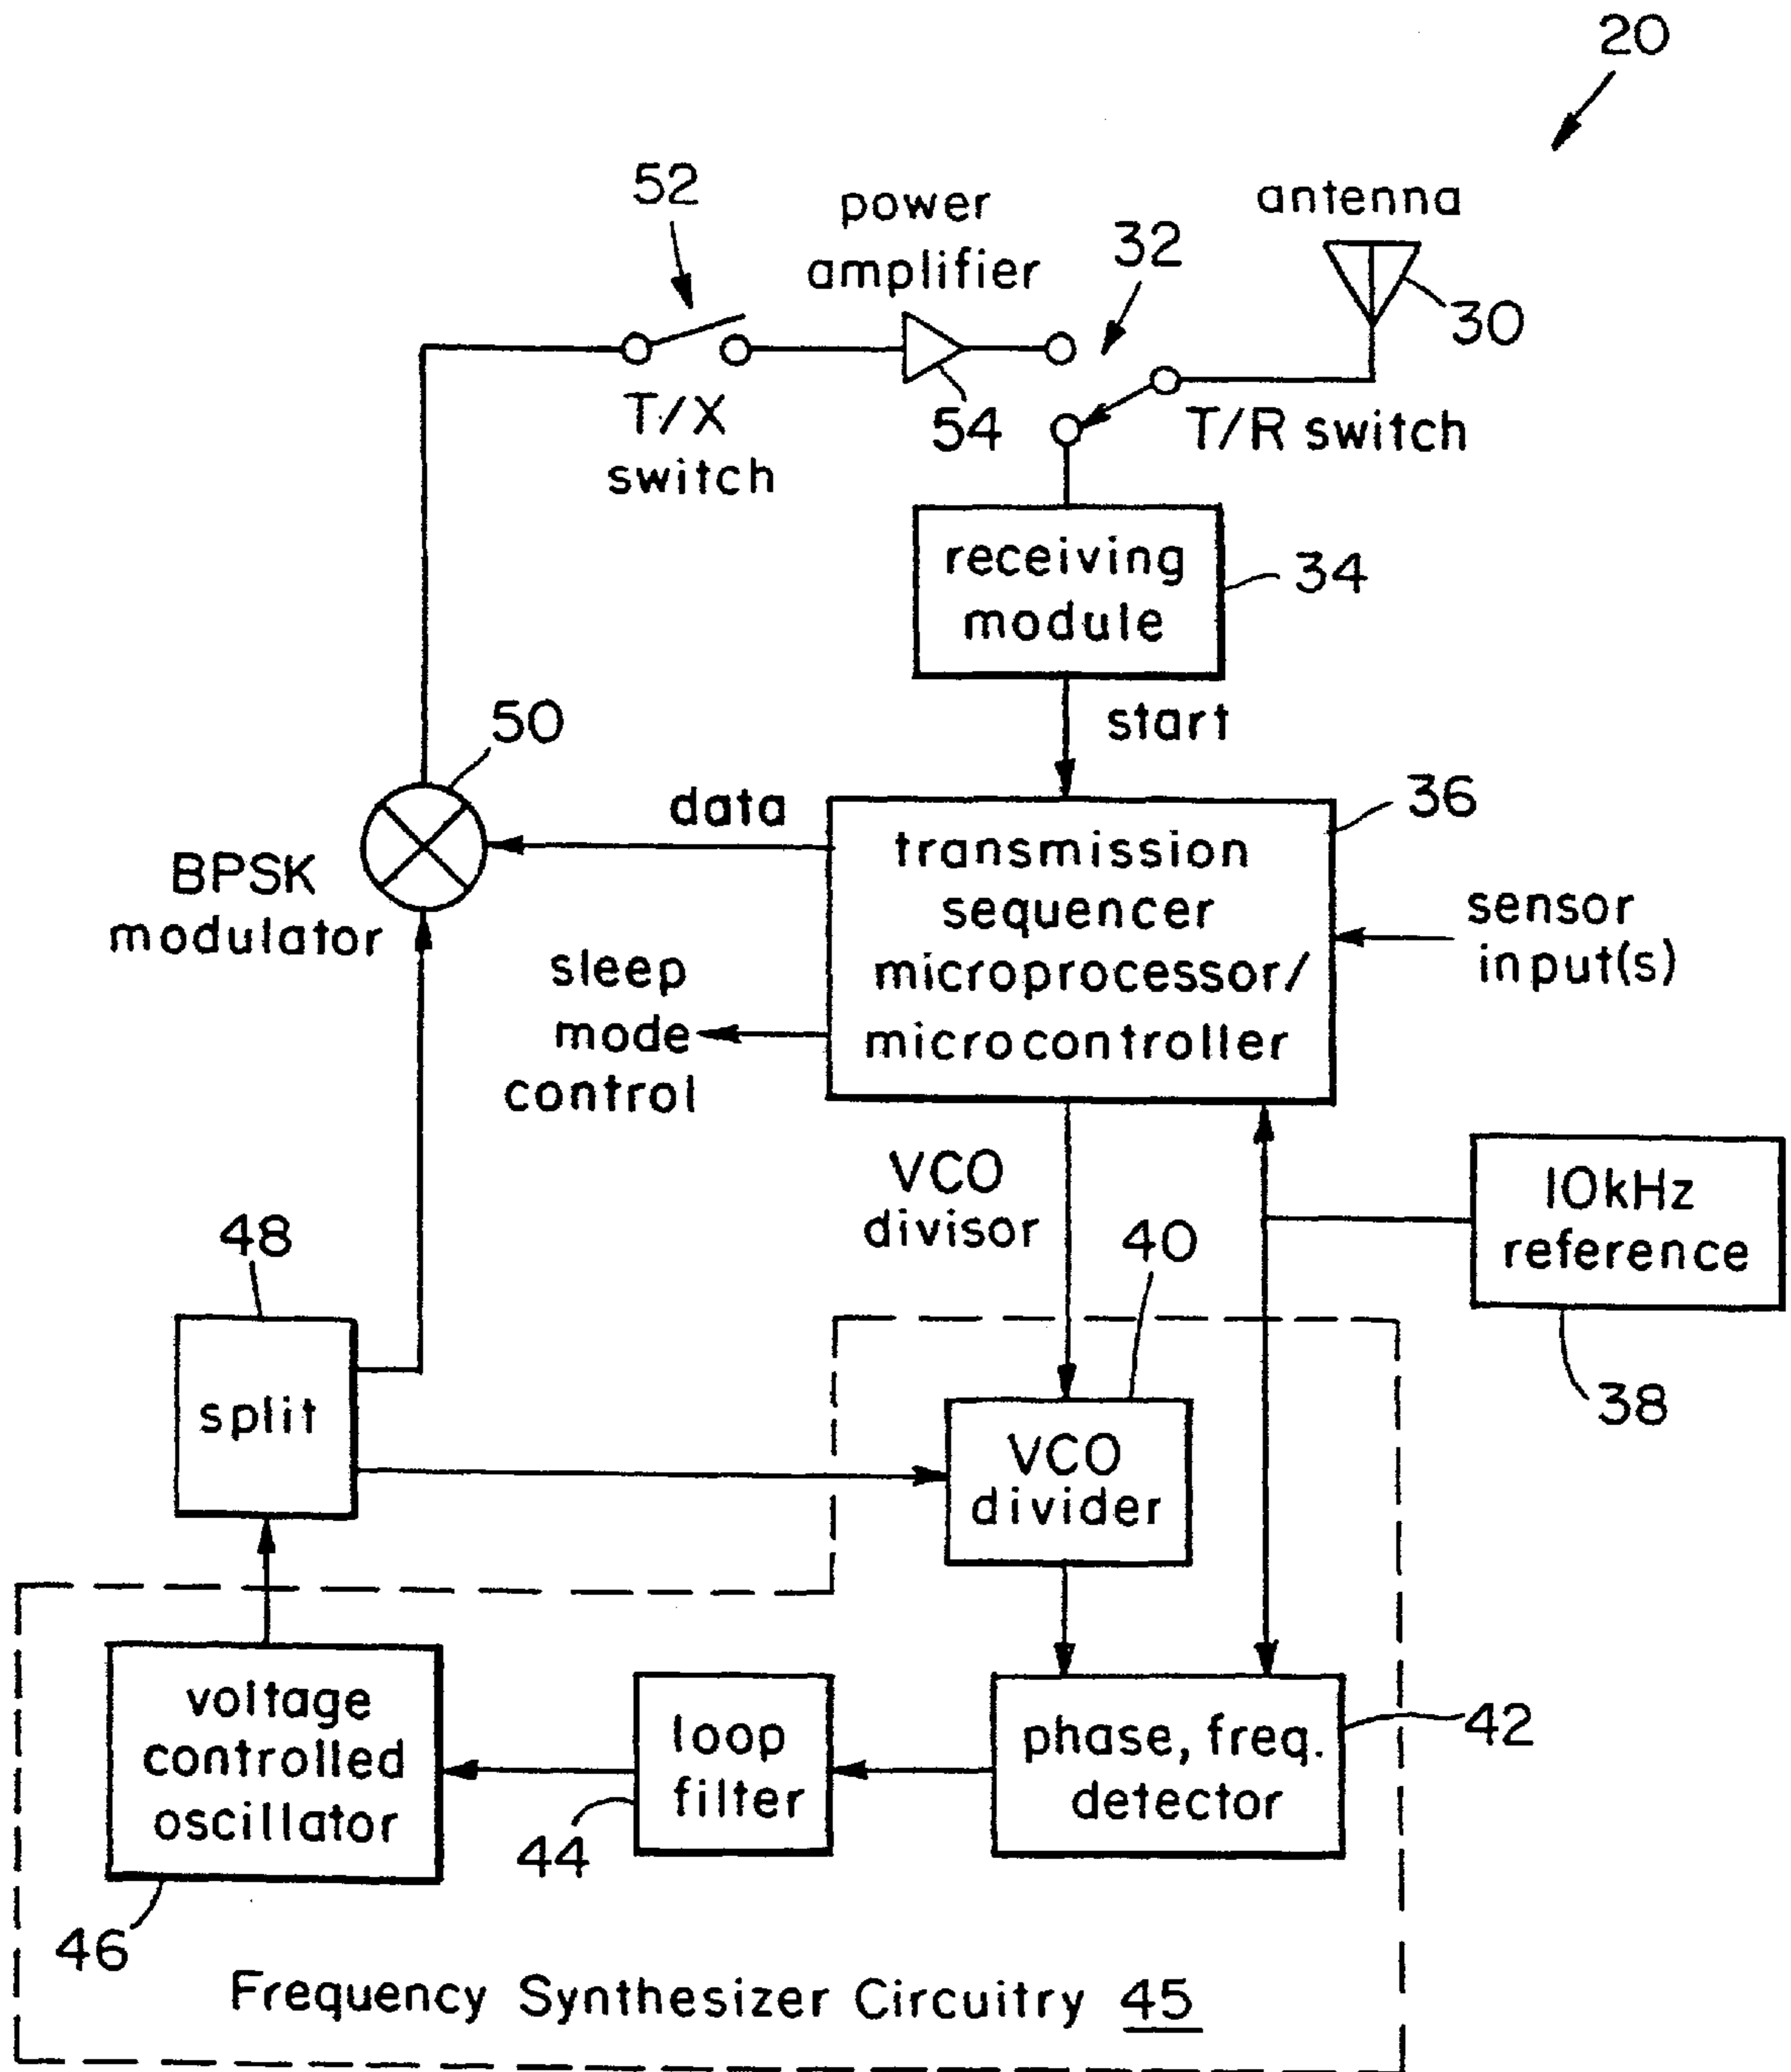 20
52
power
amplifier
32
antenna
30
T/X
switch
54
T/R switch
receiving
module
34
start
50
data
BPSK
modulator
36
transmission
sequencer
microprocessor/
microcontroller
sensor
input(s)
sleep
mode
control
VCO
divisor
10kHz
reference
38
48
split
40
VCO
divider
voltage
controlled
oscillator
46
loop
filter
44
phase, freq.
detector
42
Frequency Synthesizer Circuitry 45